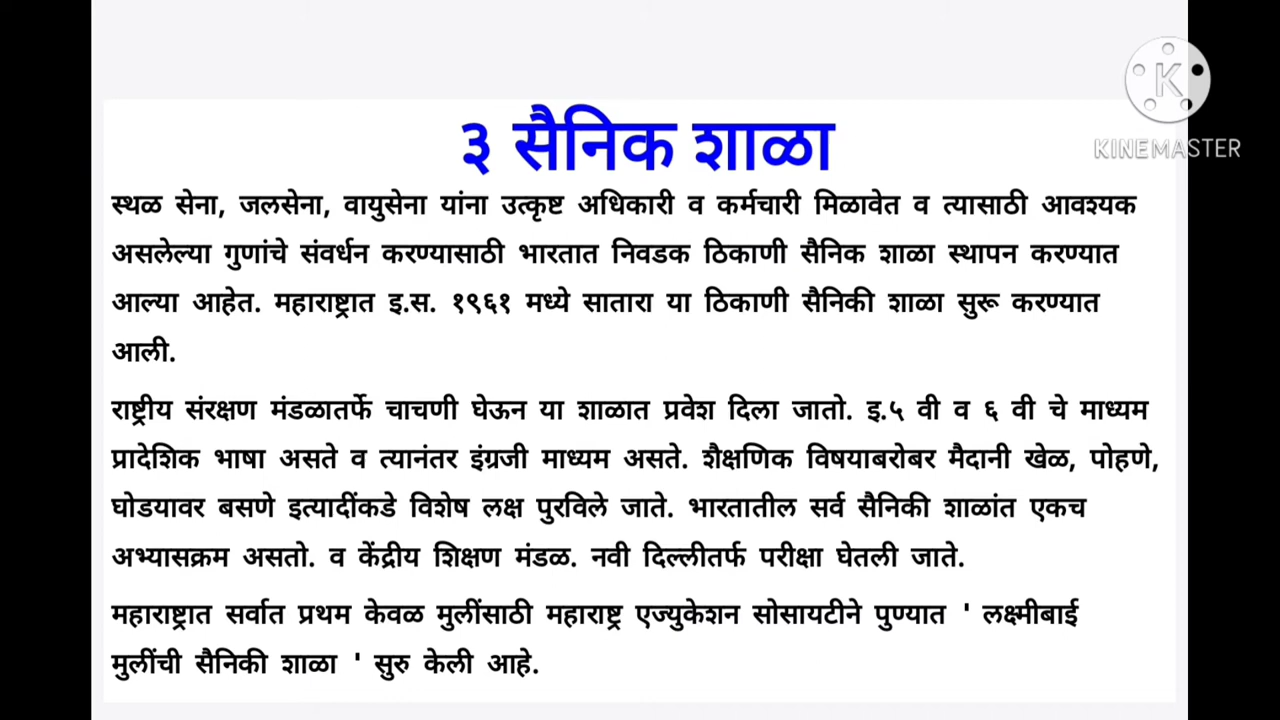 ३ सैनिक शाळा
KINEMASTER
स्थळ सेना, जलसेना, वायुसेना यांना उत्कृष्ट अधिकारी व कर्मचारी मिळावेत व त्यासाठी आवश्यक
असलेल्या गुणांचे संवर्धन करण्यासाठी भारतात निवडक ठिकाणी सैनिक शाळा स्थापन करण्यात
आल्या आहेत. महाराष्ट्रात इ.स. १९६१ मध्ये सातारा या ठिकाणी सैनिकी शाळा सुरू करण्यात
आली.
राष्ट्रीय संरक्षण मंडळातर्फे चाचणी घेऊन या शाळात प्रवेश दिला जातो. इ.५ वी व ६ वी चे माध्यम
प्रादेशिक भाषा असते व त्यानंतर इंग्रजी माध्यम असते. शैक्षणिक विषयाबरोबर मैदानी खेळ, पोहणे,
घोडयावर बसणे इत्यादींकडे विशेष लक्ष पुरविले जाते. भारतातील सर्व सैनिकी शाळांत एकच
अभ्यासक्रम असतो. व केंद्रीय शिक्षण मंडळ. नवी दिल्लीतर्फ परीक्षा घेतली जाते.
महाराष्ट्रात सर्वात प्रथम केवळ मुलींसाठी महाराष्ट्र एज्युकेशन सोसायटीने पुण्यात ' लक्ष्मीबाई
मुलींची सैनिकी शाळा ' सुरु केली आहे.